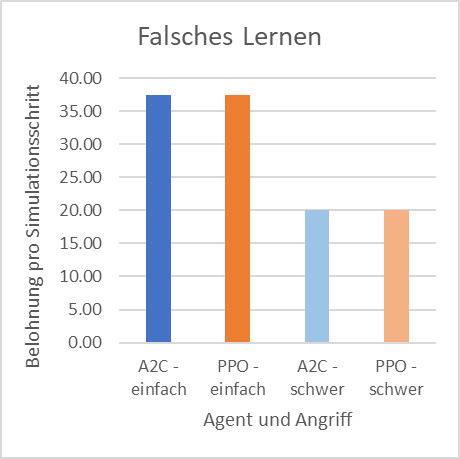 Falsches Lernen
Belohnung pro Simulationsschritt
40.00
35.00
30.00
25.00
20.00
15.00
10.00
5.00
0.00
A2C -
einfach
PPO -
einfach
A2C -
schwer
PPO -
schwer
Agent und Angriff